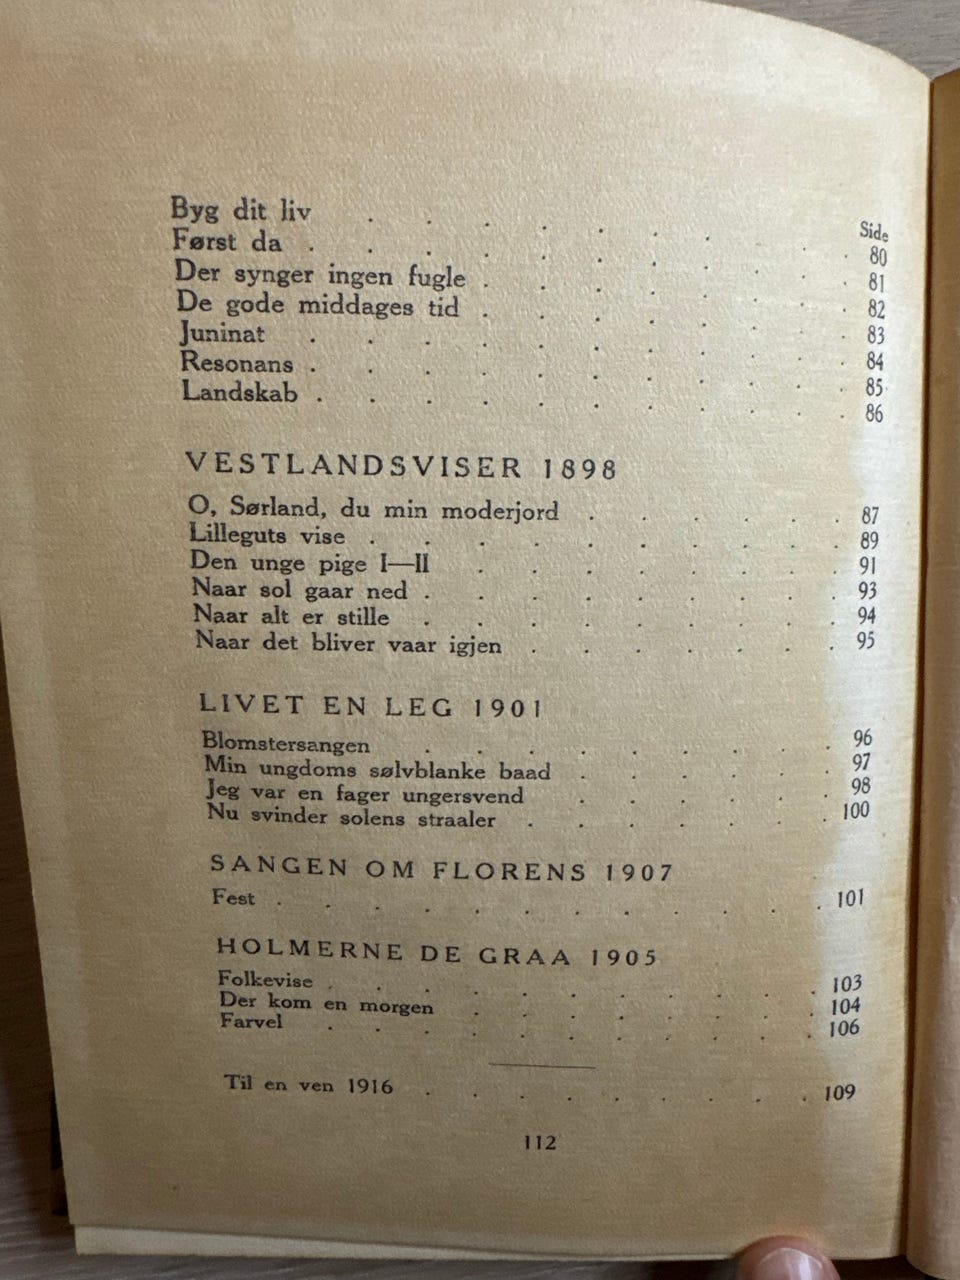 Side
Byg dit liv . . . . . . . . 80
Først da . . . . . . . . . . 81
Der synger ingen fugle . . . . . . . 82
De gode middages tid . . . . . . . 83
Juninat . . . . . . . . . . 84
Resonans . . . . . . . . . . 85
Landskab . . . . . . . . . . 86
VESTLANDSVISER 1898
O, Sørland, du min moderjord . . . . . 87
Lilleguts vise . . . . . . . . . 89
Den unge pige I—II . . . . . . . 91
Naar sol gaar ned . . . . . . . . 93
Naar alt er stille . . . . . . . . 94
Naar det bliver vaar igjen . . . . . . 95
LIVET EN LEG 1901
Blomstersangen . . . . . . . . . 96
Min ungdoms sølvblanke baad . . . . . 97
Jeg var en fager ungersvend . . . . . 98
Nu svinder solens straaler . . . . . . 100
SANGEN OM FLORENS 1907
Fest . . . . . . . . . . . 101
HOLMERNE DE GRAA 1905
Folkevise . . . . . . . . . . 103
Der kom en morgen . . . . . . . 104
Farvel . . . . . . . . . . 106
Til en ven 1916 . . . . . . . . 109
112